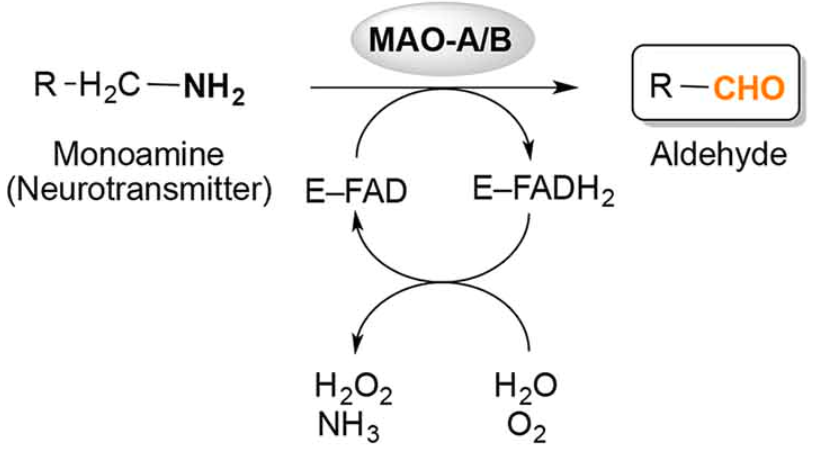 MAO-A/B
R-H₂C—NH₂
R—CHO
Monoamine
(Neurotransmitter)
Aldehyde
E–FAD
E–FADH₂
H₂O₂
NH₃
H₂O
O₂